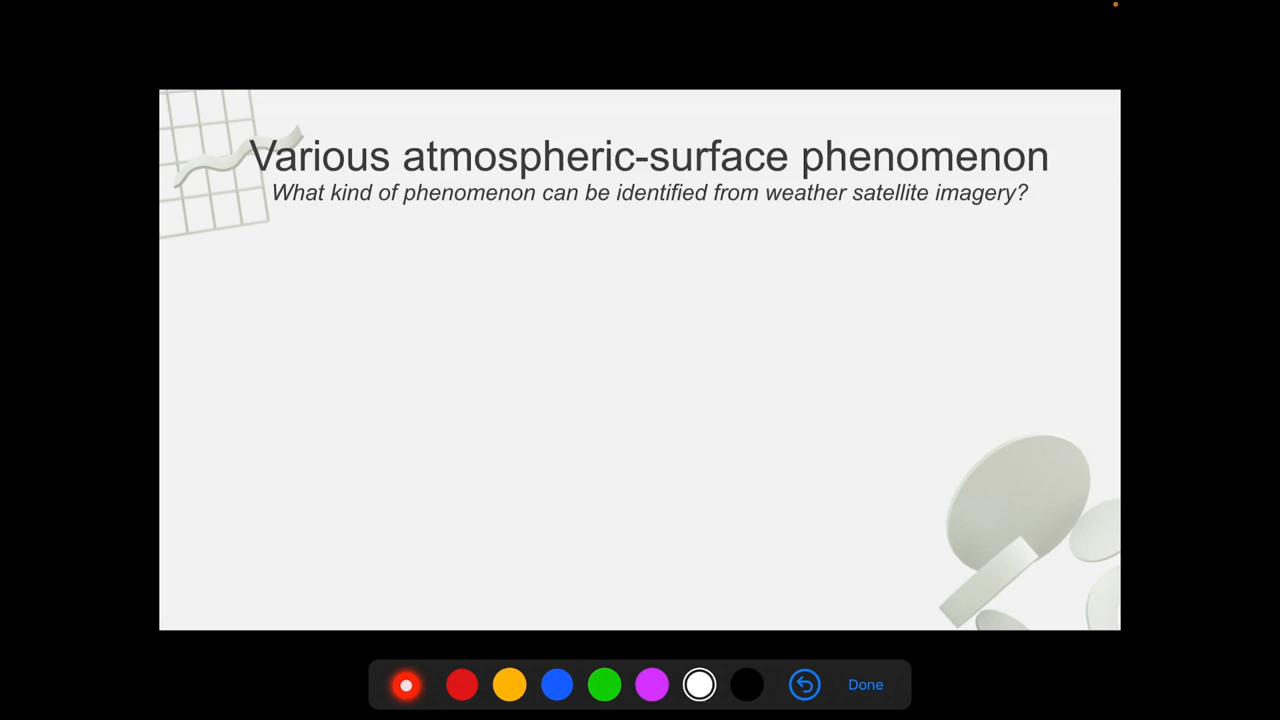 Various atmospheric-surface phenomenon
What kind of phenomenon can be identified from weather satellite imagery?
Done